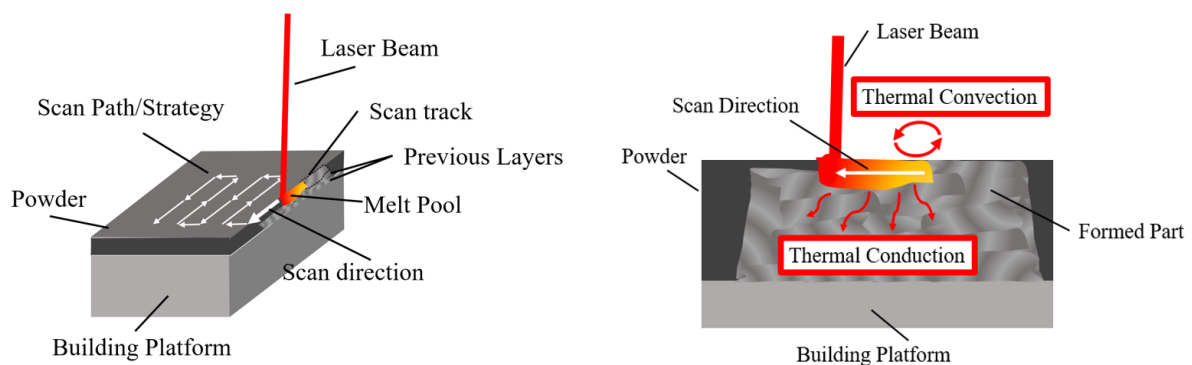 Laser Beam
Scan Path/Strategy
Scan track
Previous Layers
Powder
Melt Pool
Scan direction
Building Platform
Laser Beam
Thermal Convection
Scan Direction
Powder
Formed Part
Thermal Conduction
Building Platform